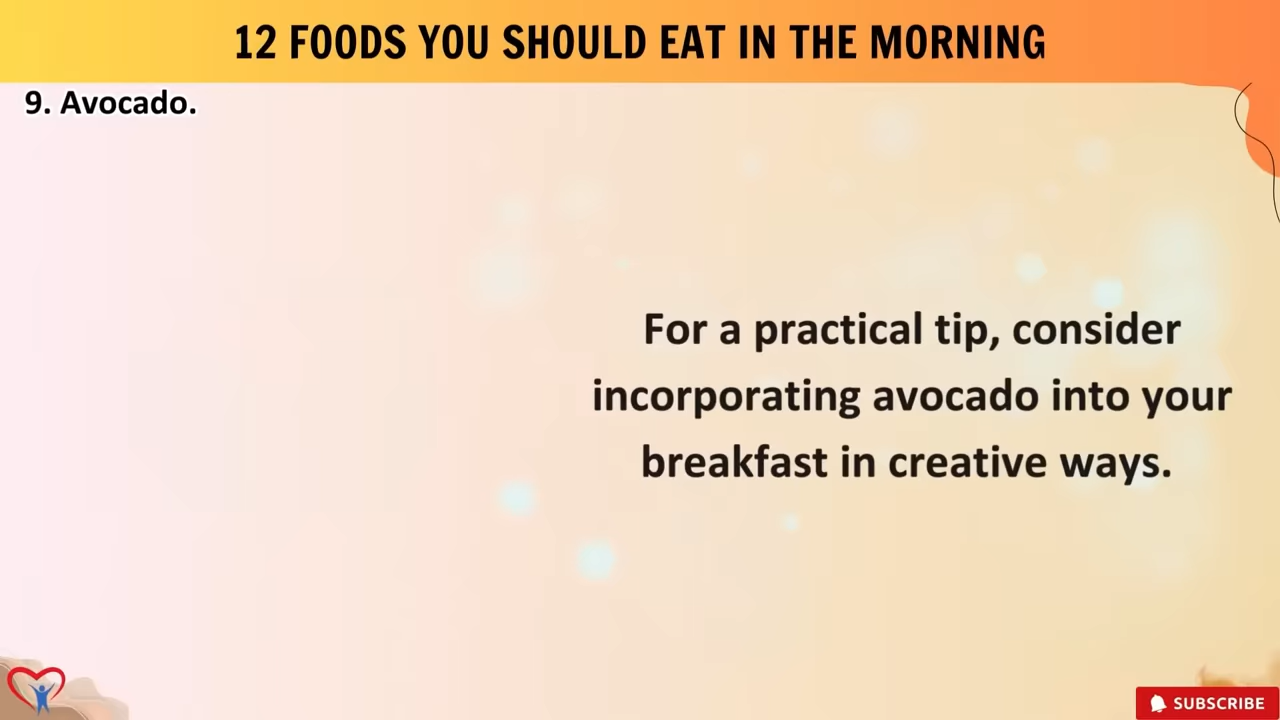 12 FOODS YOU SHOULD EAT IN THE MORNING
9. Avocado.
For a practical tip, consider
incorporating avocado into your
breakfast in creative ways.
SUBSCRIBE